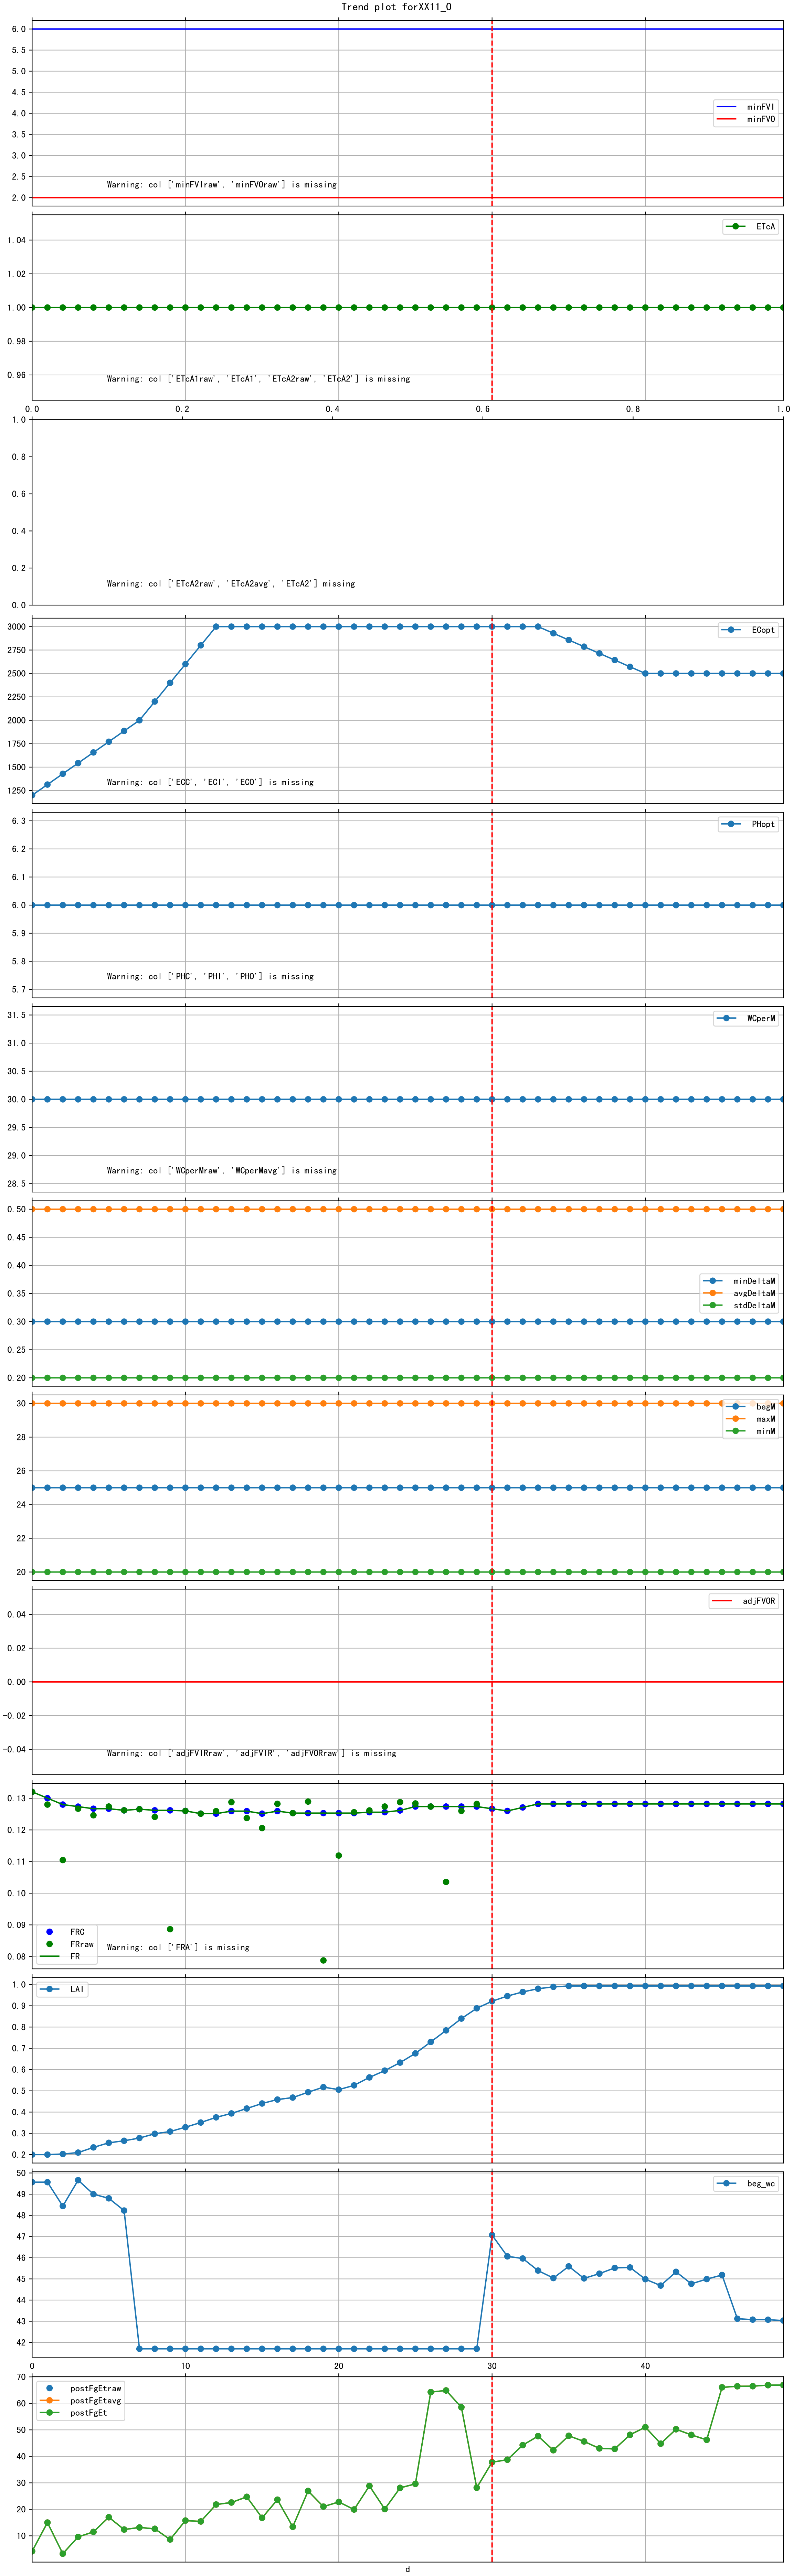 Trend plot forXX11_0
6.0
5.5
5.0
4.5
4.0
3.5
3.0
2.5
2.0
minFVI
minFVO
Warning: col ['minFVIraw', 'minFVOraw'] is missing
1.04
1.02
1.00
0.98
0.96
ETcA
Warning: col ['ETcA1raw', 'ETcA1', 'ETcA2raw', 'ETcA2'] is missing
0.0 0.2 0.4 0.6 0.8 1.0
1.0
0.8
0.6
0.4
0.2
0.0
Warning: col ['ETcA2raw', 'ETcA2avg', 'ETcA2'] missing
3000
2750
2500
2250
2000
1750
1500
1250
ECopt
Warning: col ['ECC', 'ECI', 'ECO'] is missing
6.3
6.2
6.1
6.0
5.9
5.8
5.7
PHopt
Warning: col ['PHC', 'PHI', 'PHO'] is missing
31.5
31.0
30.5
30.0
29.5
29.0
28.5
WCperM
Warning: col ['WCperMraw', 'WCperMavg'] is missing
0.50
0.45
0.40
0.35
0.30
0.25
0.20
minDeltaM
avgDeltaM
stdDeltaM
30
28
26
24
22
20
begM
maxM
minM
0.04
0.02
0.00
-0.02
-0.04
adjFVOR
Warning: col ['adjFVIRraw', 'adjFVIR', 'adjFVORraw'] is missing
0.13
0.12
0.11
0.10
0.09
0.08
FRC
FRraw
FR
Warning: col ['FRA'] is missing
1.0
0.9
0.8
0.7
0.6
0.5
0.4
0.3
0.2
LAI
50
49
48
47
46
45
44
43
42
beg_wc
0 10 20 30 40
70
60
50
40
30
20
10
postFgEtraw
postFgEtavg
postFgEt
d